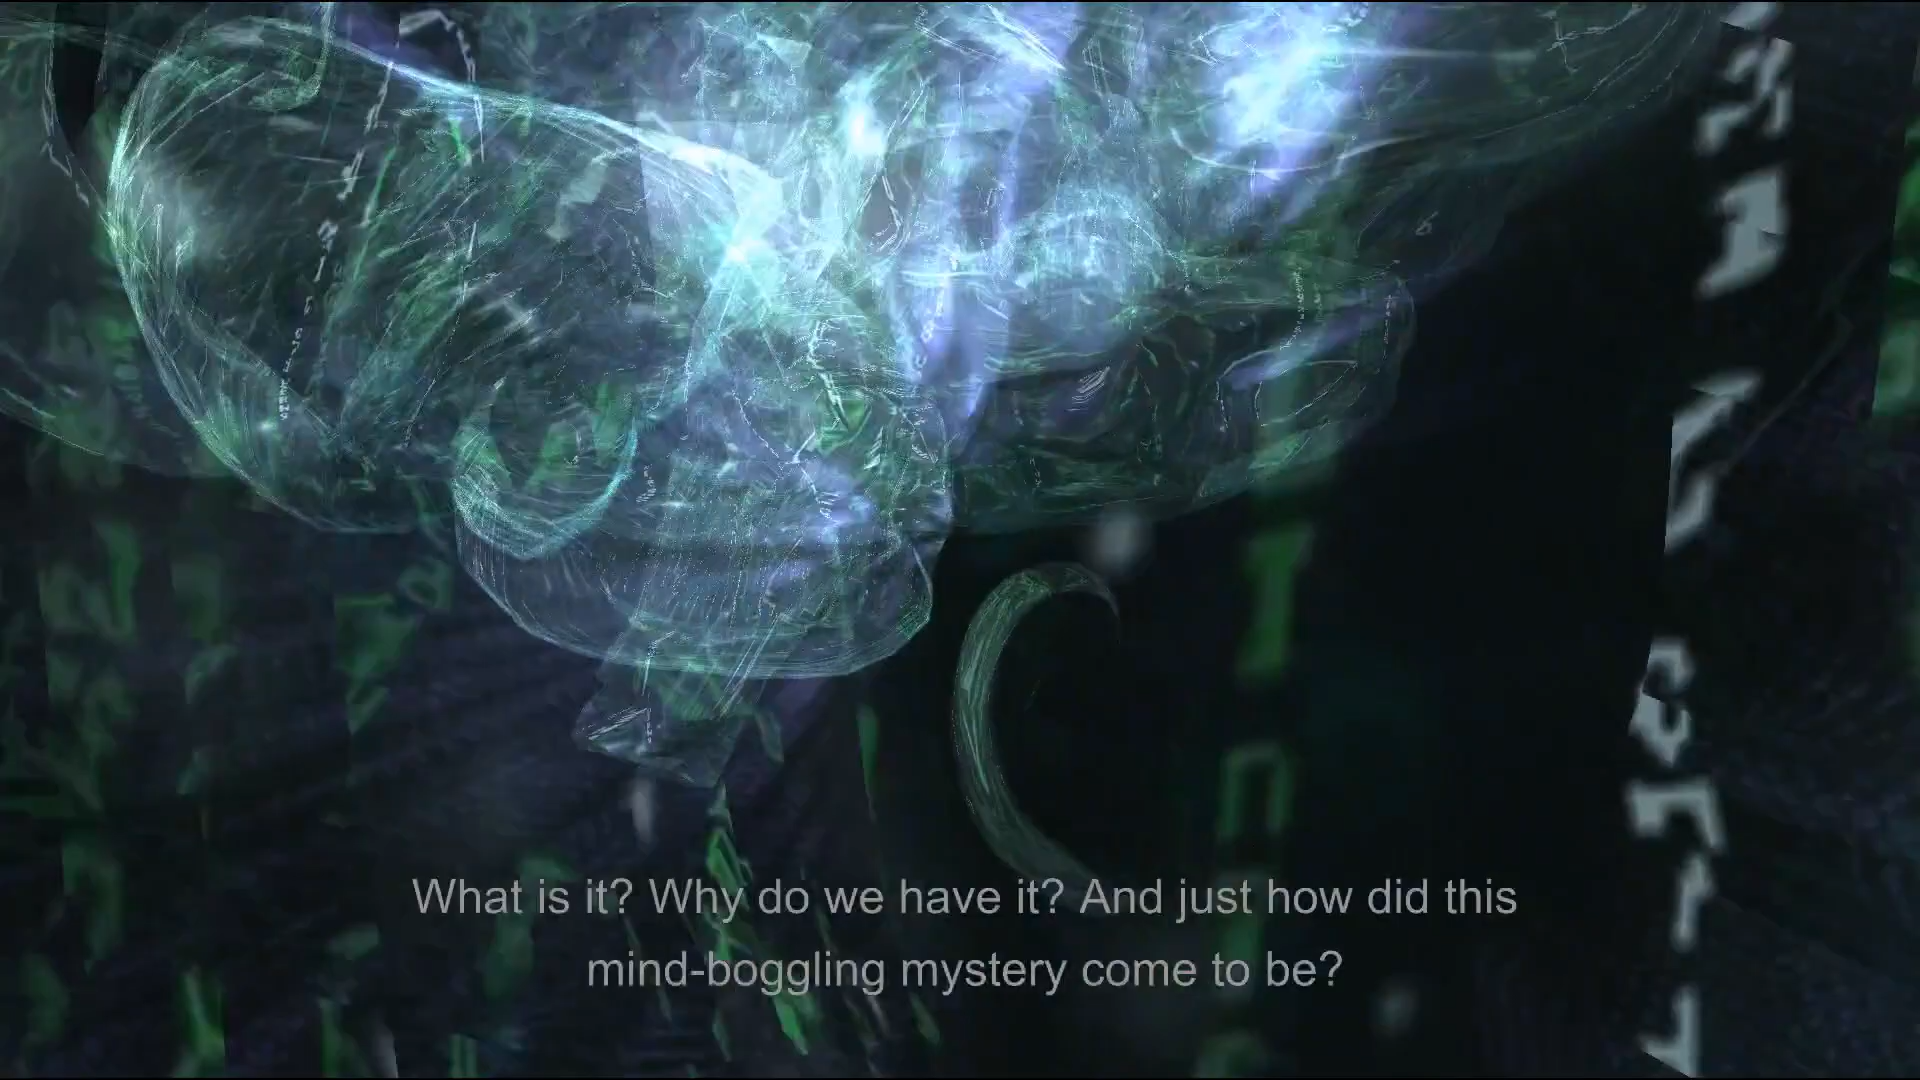 What is it? Why do we have it? And just how did this
mind-boggling mystery come to be?